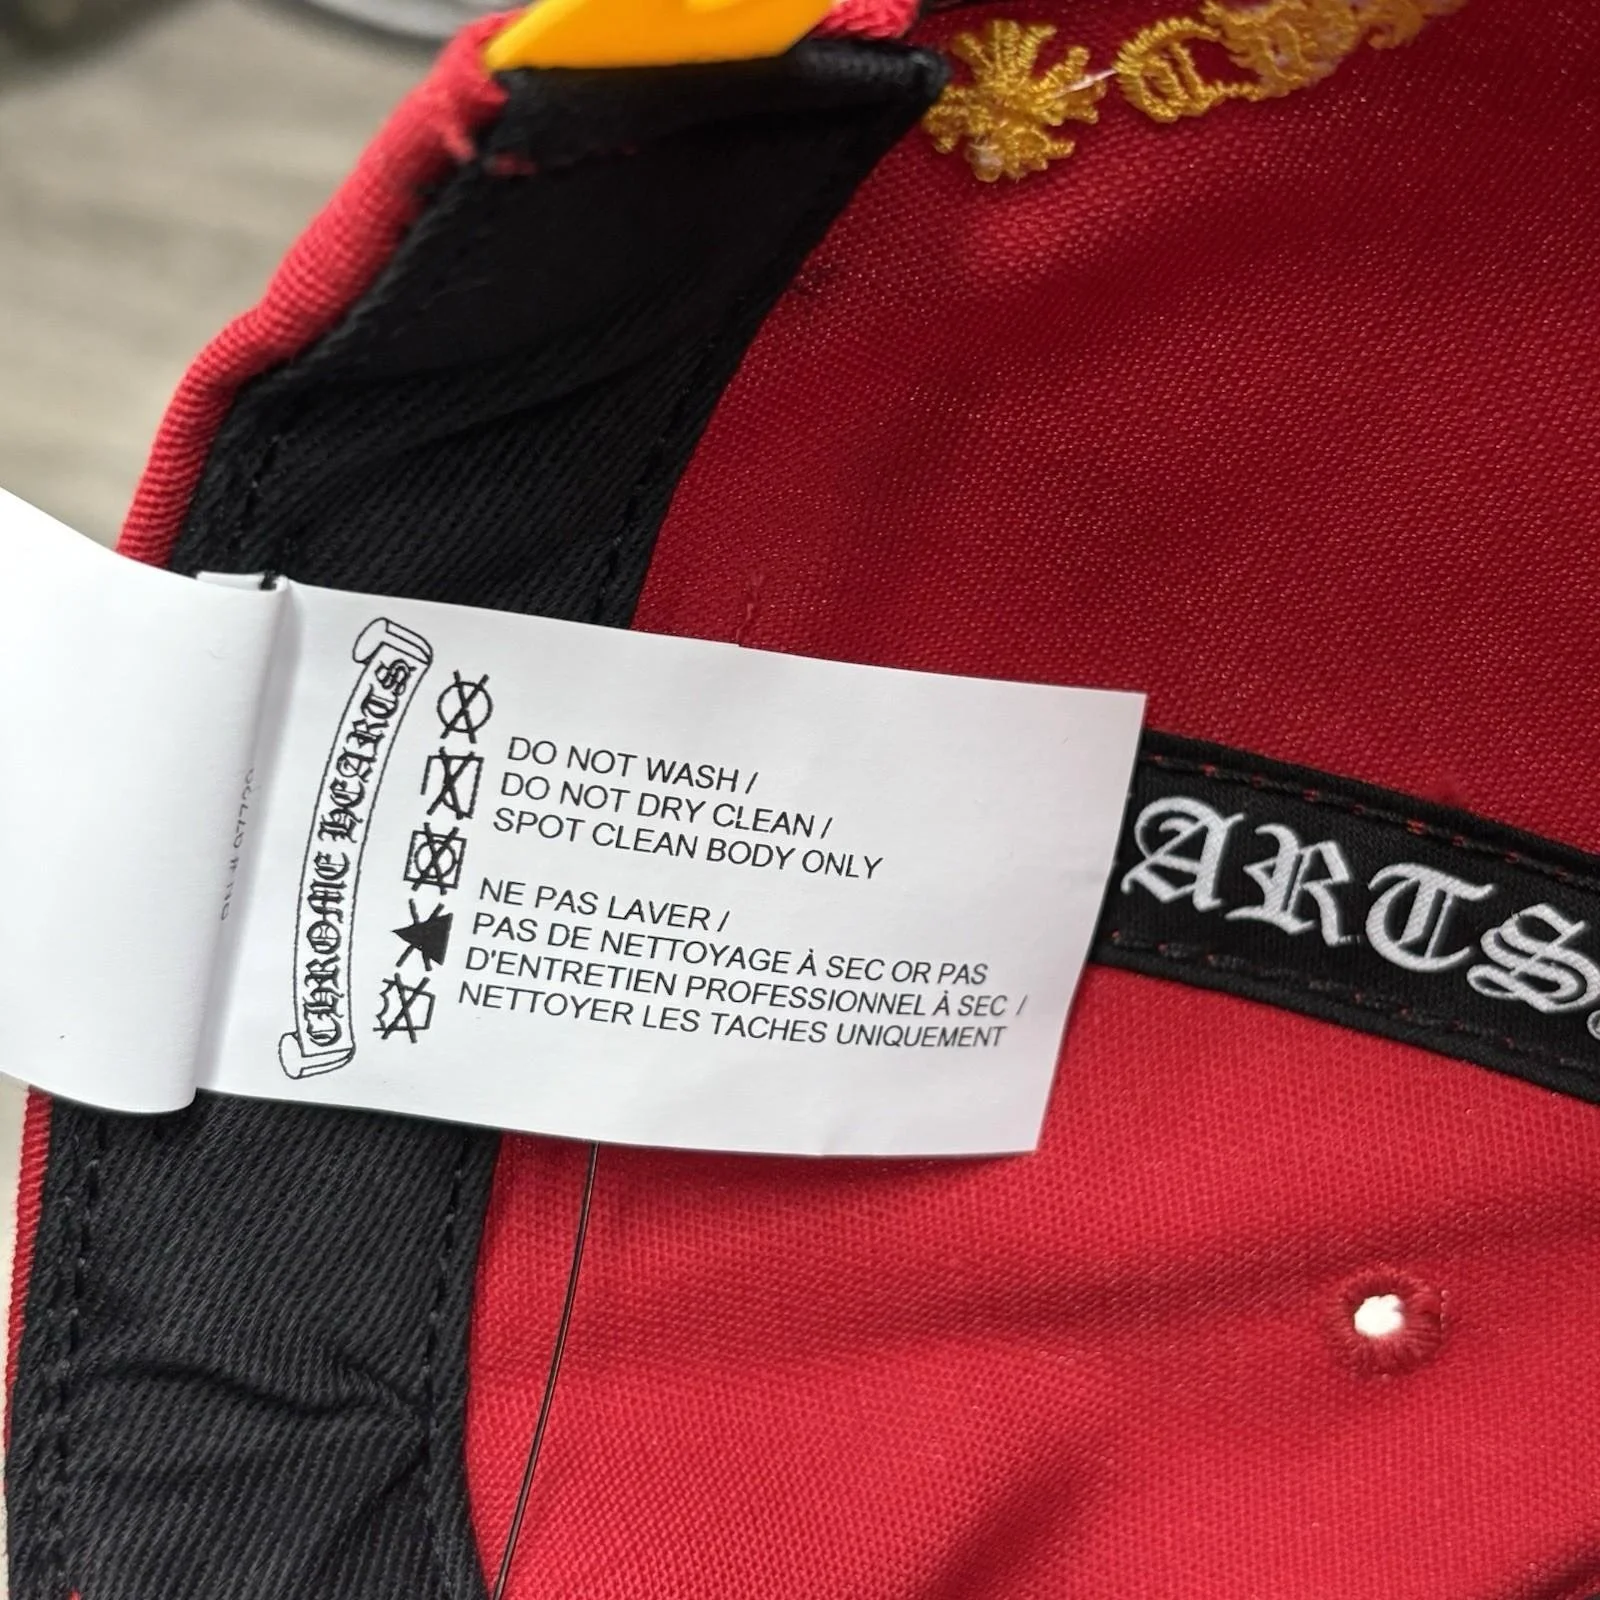 CHROME HEARTS
DO NOT WASH /
DO NOT DRY CLEAN /
SPOT CLEAN BODY ONLY
NE PAS LAVER /
PAS DE NETTOYAGE À SEC OR PAS
D'ENTRETIEN PROFESSIONNEL À SEC /
NETTOYER LES TACHES UNIQUEMENT
ARTS